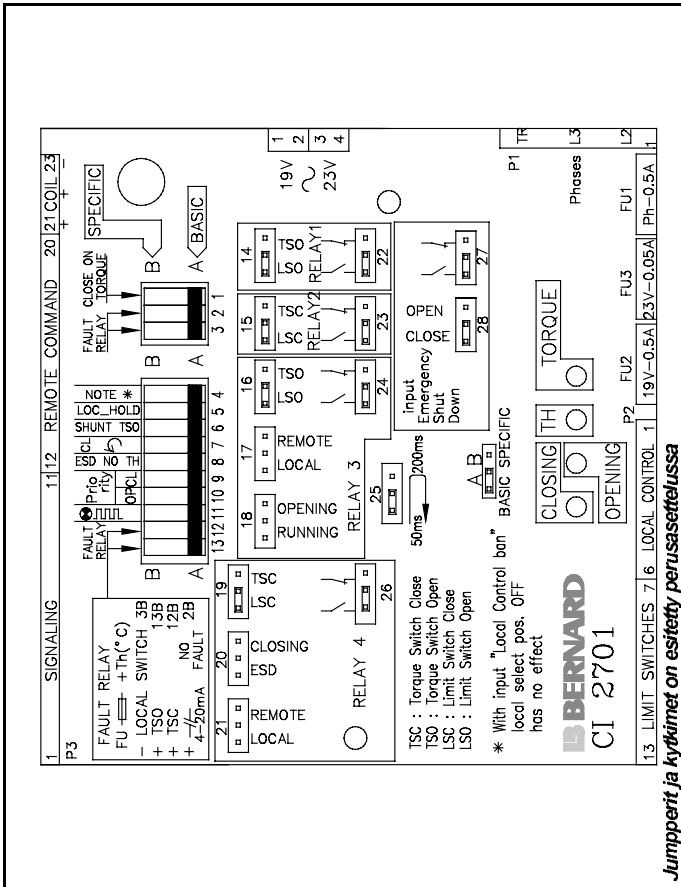 1 SIGNALING 11 12 REMOTE COMMAND 20 21 COIL 23
+ + -
P3
FAULT RELAY
FU +Th(°C)
- LOCAL SWITCH 3B
+ TSO 13B
+ TSC 12B
+ 4-20mA NO FAULT 2B
FAULT RELAY
Priority
OPCL
ESD NO TH
CL
SHUNT TSO
LOC_HOLD
NOTE *
B
A
13 12 11 10 9 8 7 6 5 4
FAULT RELAY
CLOSE ON TORQUE
B
A
3 2 1
SPECIFIC
B
A
BASIC
21
REMOTE
LOCAL
20
CLOSING
ESD
19
TSC
LSC
26
RELAY 4
18
OPENING
RUNNING
17
REMOTE
LOCAL
16
TSO
LSO
24
RELAY 3
15
TSC
LSC
RELAY2
23
14
TSO
LSO
RELAY1
22
19V
23V
1 2 3 4
25
50ms 200ms
input
Emergency
Shut
Down
OPEN
CLOSE
28
27
A B
BASIC SPECIFIC
TSC : Torque Switch Close
TSO : Torque Switch Open
LSC : Limit Switch Close
LSO : Limit Switch Open
* With input "Local Control ban"
local select pos. OFF
has no effect
BERNARD
CI 2701
CLOSING
OPENING
TH
TORQUE
P1
TR
L3
L2
1
Phases
P2
FU2
FU3
FU1
13 LIMIT SWITCHES 7 6 LOCAL CONTROL 1 19V-0.5A 23V-0.05A Ph-0.5A
Jumpperit ja kytkimet on esitetty perusasettelussa